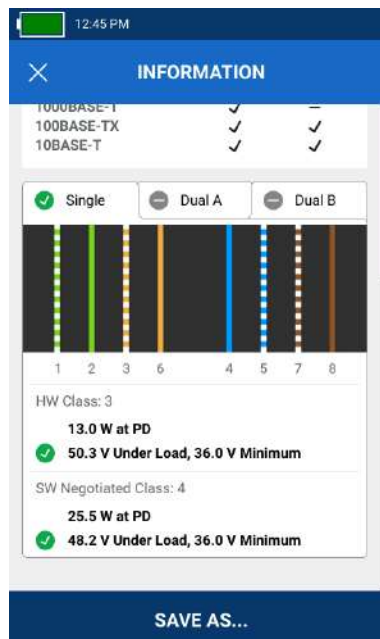 12:45 PM
INFORMATION
1000BASE-T
100BASE-TX
10BASE-T
Single Dual A Dual B
1 2 3 6 4 5 7 8
HW Class: 3
13.0 W at PD
50.3 V Under Load, 36.0 V Minimum
SW Negotiated Class: 4
25.5 W at PD
48.2 V Under Load, 36.0 V Minimum
SAVE AS...